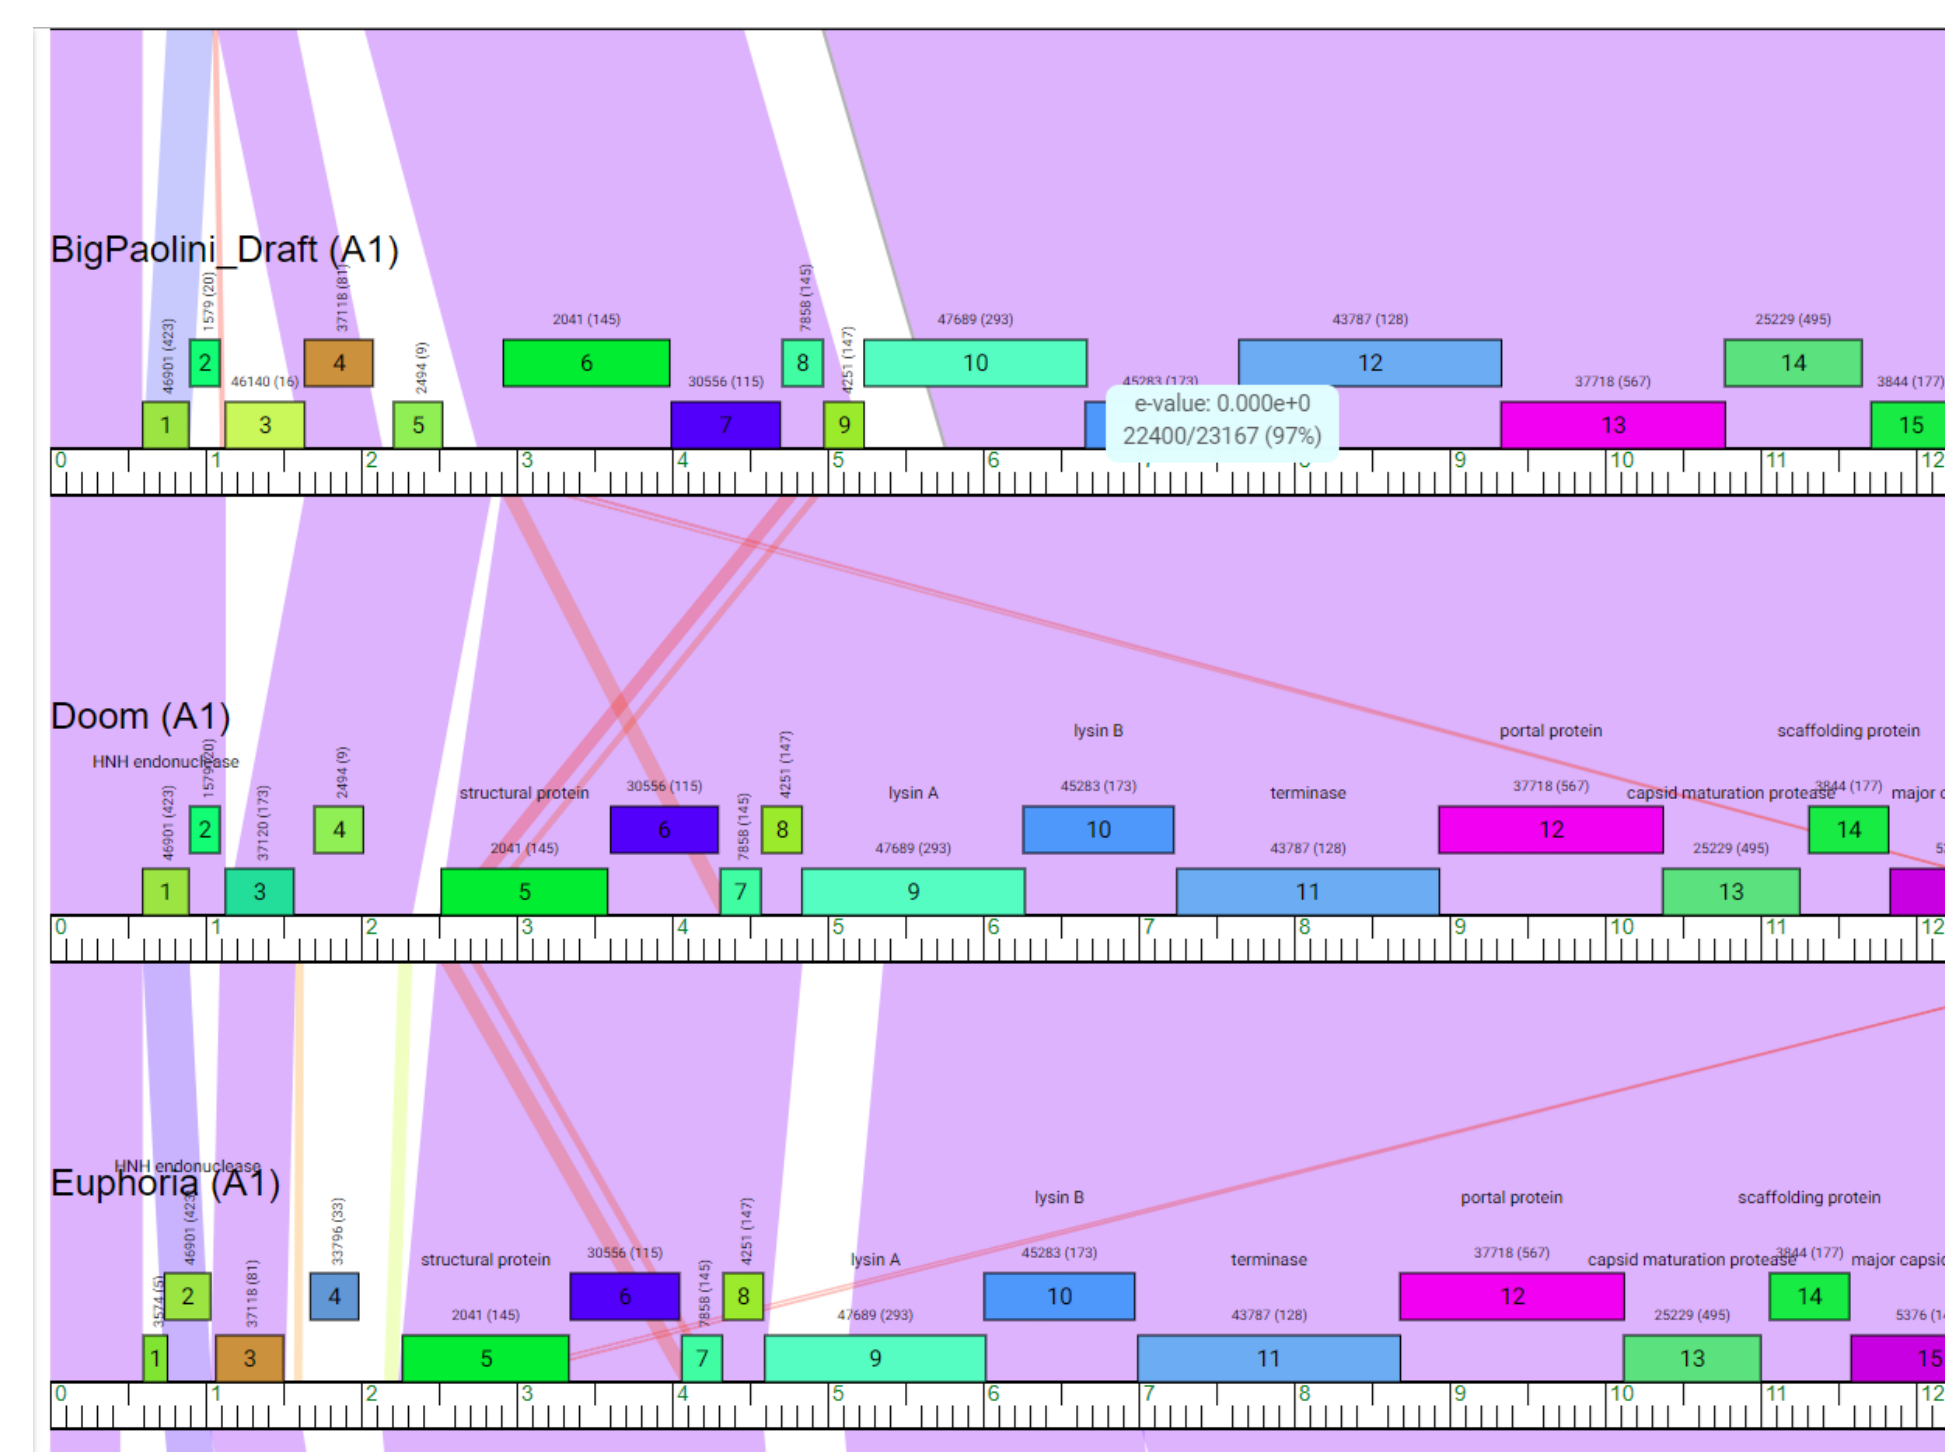 BigPaolini_Draft (A1)
46901 (423)
1579 (20)
46140 (16)
37118 (81)
2494 (9)
2041 (145)
30556 (115)
7858 (145)
4251 (147)
47689 (293)
45283 (173)
43787 (128)
37718 (567)
25229 (495)
3844 (177)
1 2 3 4 5 6 7 8 9 10 12 13 14 15
e-value: 0.000e+0
22400/23167 (97%)
0 1 2 3 4 5 6 9 10 11 12
Doom (A1)
HNH endonuclease
structural protein
lysin A
lysin B
terminase
portal protein
capsid maturation protease
scaffolding protein
major c
46901 (423)
1579 (20)
37120 (173)
2494 (9)
2041 (145)
30556 (115)
7858 (145)
4251 (147)
47689 (293)
45283 (173)
43787 (128)
37718 (567)
25229 (495)
3844 (177)
1 2 3 4 5 6 7 8 9 10 11 12 13 14
0 1 2 3 4 5 6 7 8 9 10 11 12
Euphoria (A1)
HNH endonuclease
structural protein
lysin A
lysin B
terminase
portal protein
capsid maturation protease
scaffolding protein
major capsi
3574 (5)
46901 (423)
37118 (81)
33796 (33)
2041 (145)
30556 (115)
7858 (145)
4251 (147)
47689 (293)
45283 (173)
43787 (128)
37718 (567)
25229 (495)
3844 (177)
5376 (1
1 2 3 4 5 6 7 8 9 10 11 12 13 14 15
0 1 2 3 4 5 6 7 8 9 10 11 12